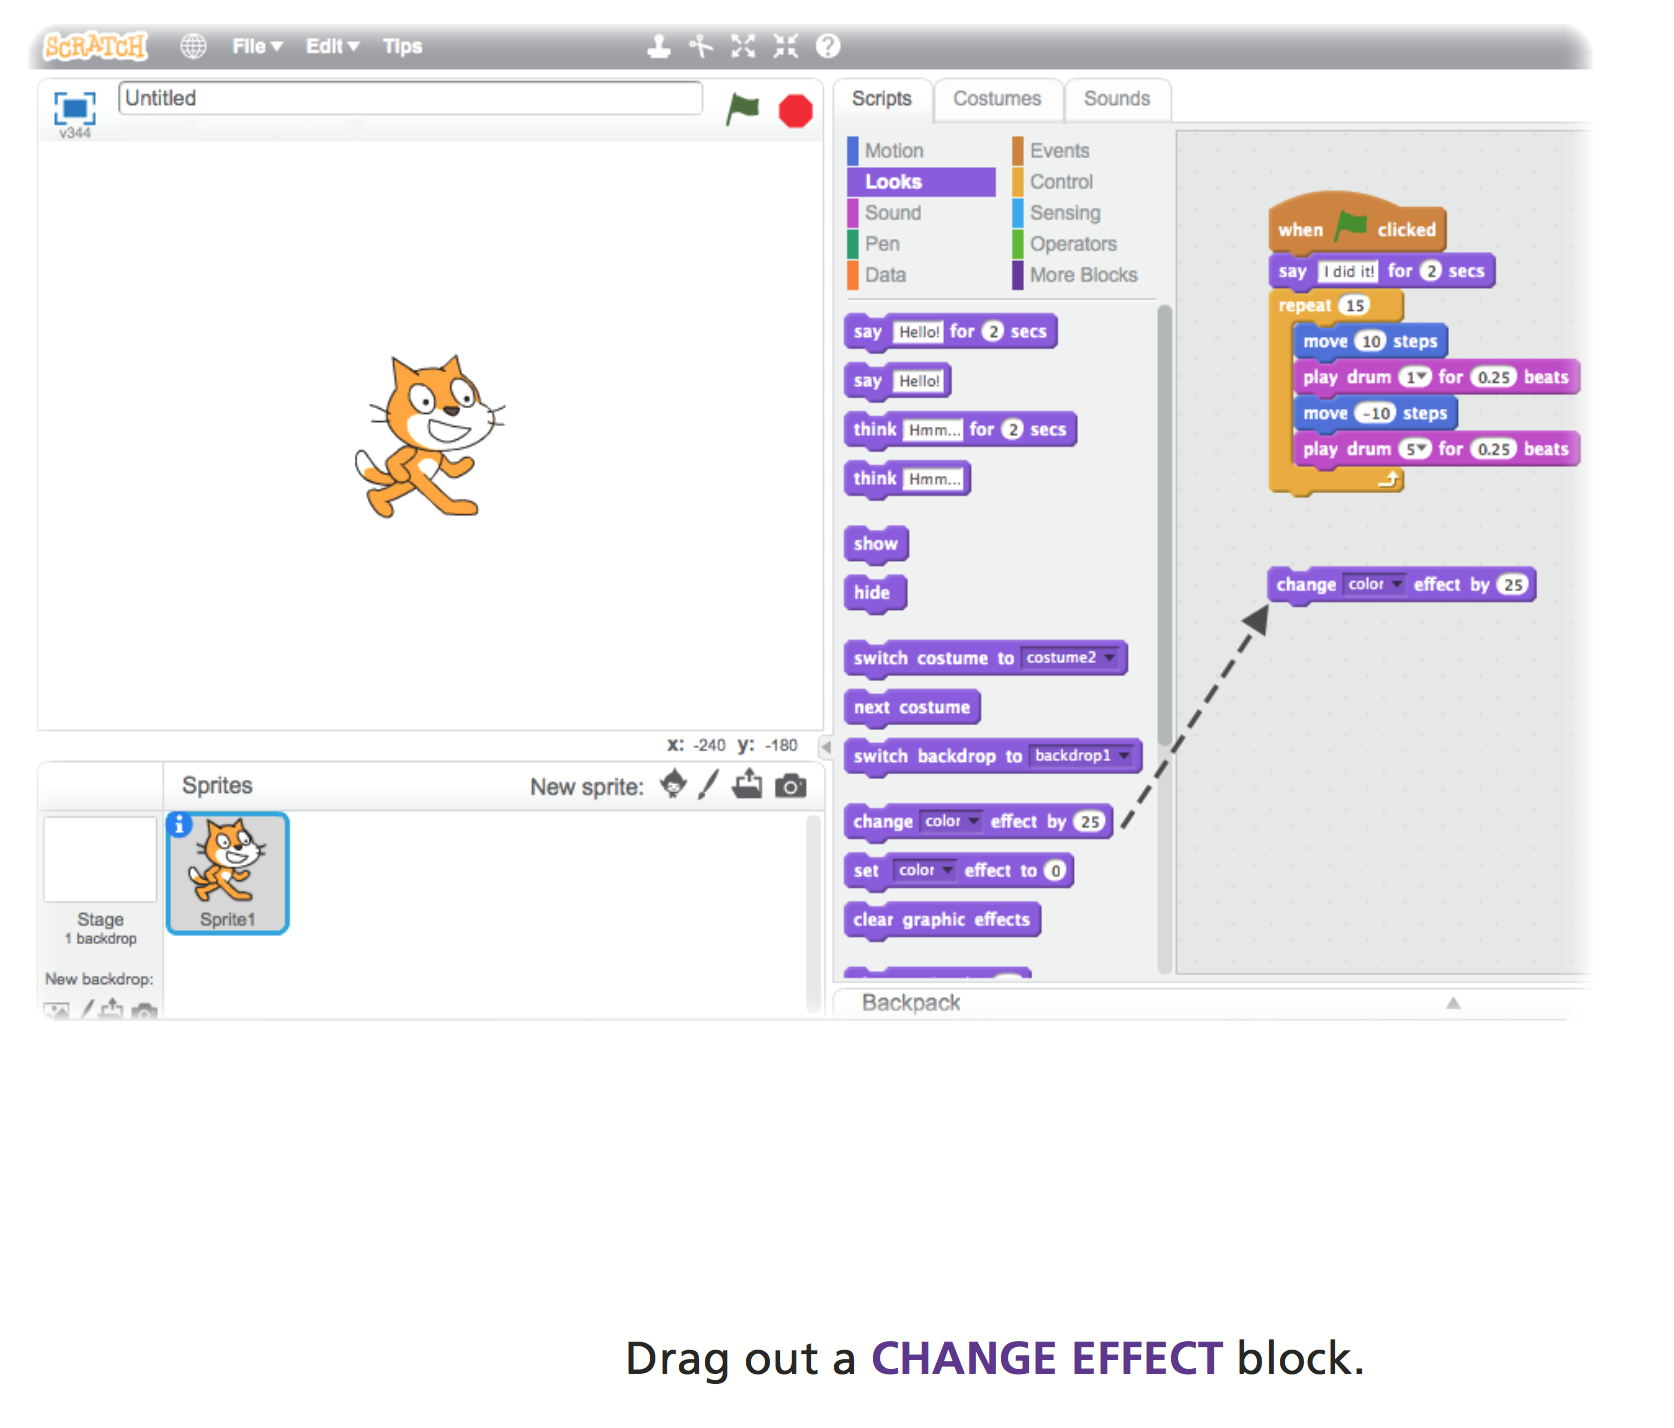 SCRATCH File Edit Tips
Untitled
v344
Scripts Costumes Sounds
Motion Events
Looks Control
Sound Sensing
Pen Operators
Data More Blocks
say Hello! for 2 secs
say Hello!
think Hmm... for 2 secs
think Hmm...
show
hide
switch costume to costume2
next costume
switch backdrop to backdrop1
change color effect by 25
set color effect to 0
clear graphic effects
when clicked
say I did it! for 2 secs
repeat 15
move 10 steps
play drum 1 for 0.25 beats
move -10 steps
play drum 5 for 0.25 beats
change color effect by 25
x: -240 y: -180
Sprites New sprite:
Sprite1
Stage
1 backdrop
New backdrop:
Backpack
Drag out a CHANGE EFFECT block.